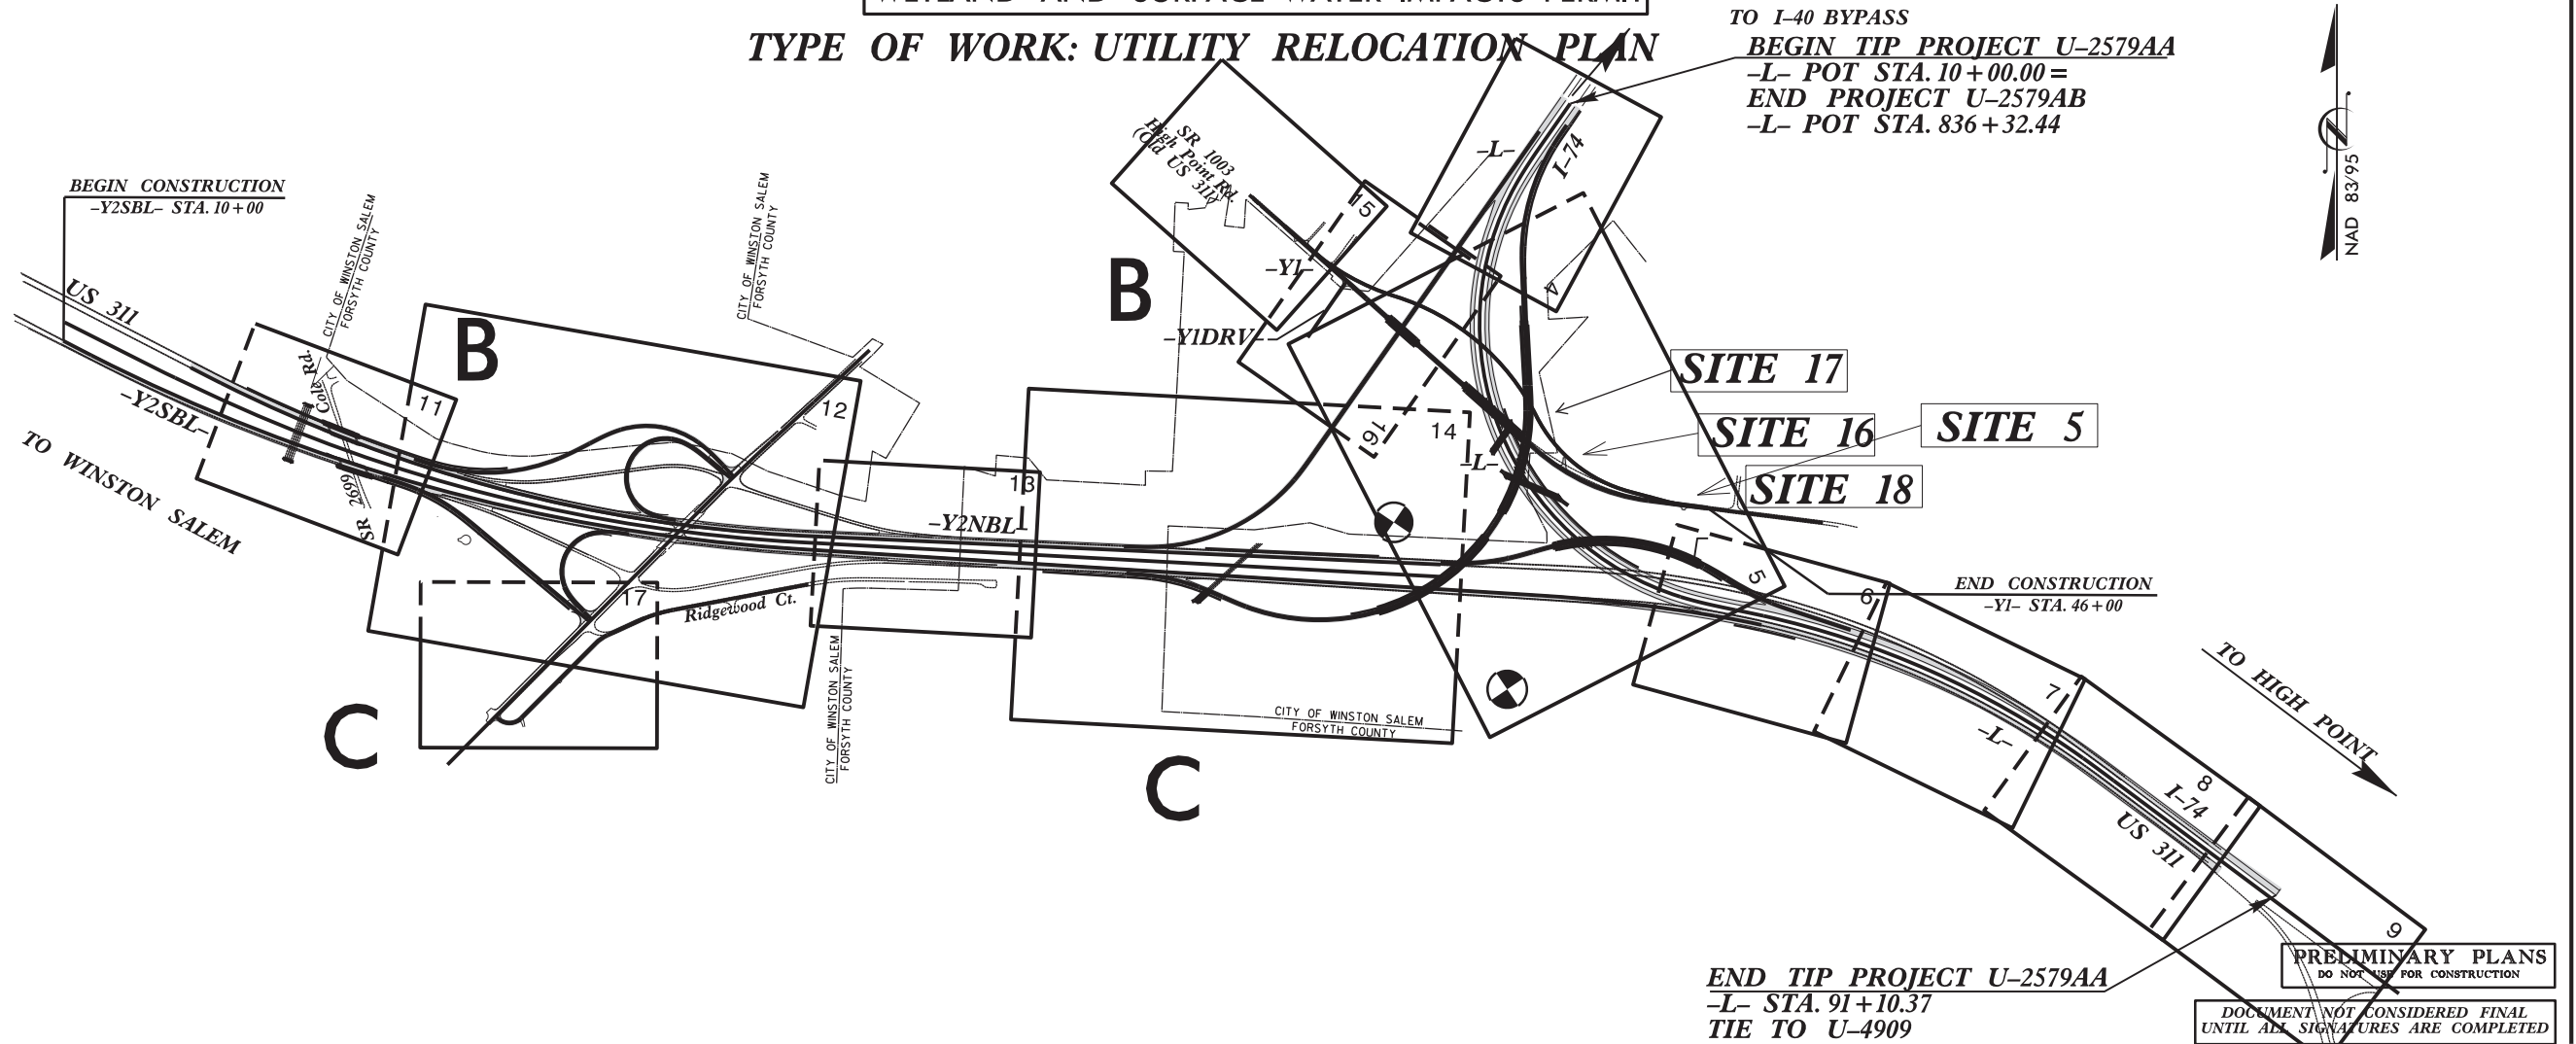 WETLAND AND SURFACE WATER IMPACTS PERMIT
TYPE OF WORK: UTILITY RELOCATION PLAN
TO I-40 BYPASS
BEGIN TIP PROJECT U-2579AA
-L- POT STA. 10+00.00 =
END PROJECT U-2579AB
-L- POT STA. 836+32.44
NAD 83/95
BEGIN CONSTRUCTION
-Y2SBL- STA. 10+00
US 311
CITY OF WINSTON SALEM
FORSYTH COUNTY
CITY OF WINSTON SALEM
FORSYTH COUNTY
SR 1003
High Point Rd.
(Old US 311)
15
-L-
I-74
4
-Y1-
-Y1DRV-
B
B
Cole Rd.
11
12
-Y2SBL-
TO WINSTON SALEM
SR 2699
13
-Y2NBL-
14
16
-L-
SITE 17
SITE 16
SITE 5
SITE 18
17
Ridgewood Ct.
CITY OF WINSTON SALEM
FORSYTH COUNTY
CITY OF WINSTON SALEM
FORSYTH COUNTY
C
C
5
6
END CONSTRUCTION
-Y1- STA. 46+00
7
-L-
TO HIGH POINT
8
I-74
US 311
9
END TIP PROJECT U-2579AA
-L- STA. 91+10.37
TIE TO U-4909
PRELIMINARY PLANS
DO NOT USE FOR CONSTRUCTION
DOCUMENT NOT CONSIDERED FINAL
UNTIL ALL SIGNATURES ARE COMPLETED